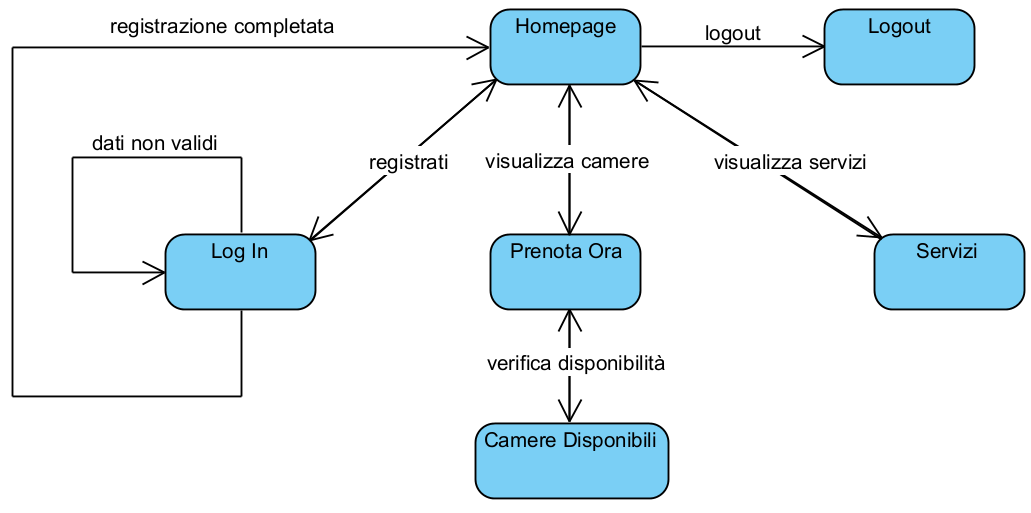 registrazione completata
Homepage
Logout
logout
dati non validi
registrati
visualizza camere
visualizza servizi
Log In
Prenota Ora
Servizi
verifica disponibilità
Camere Disponibili